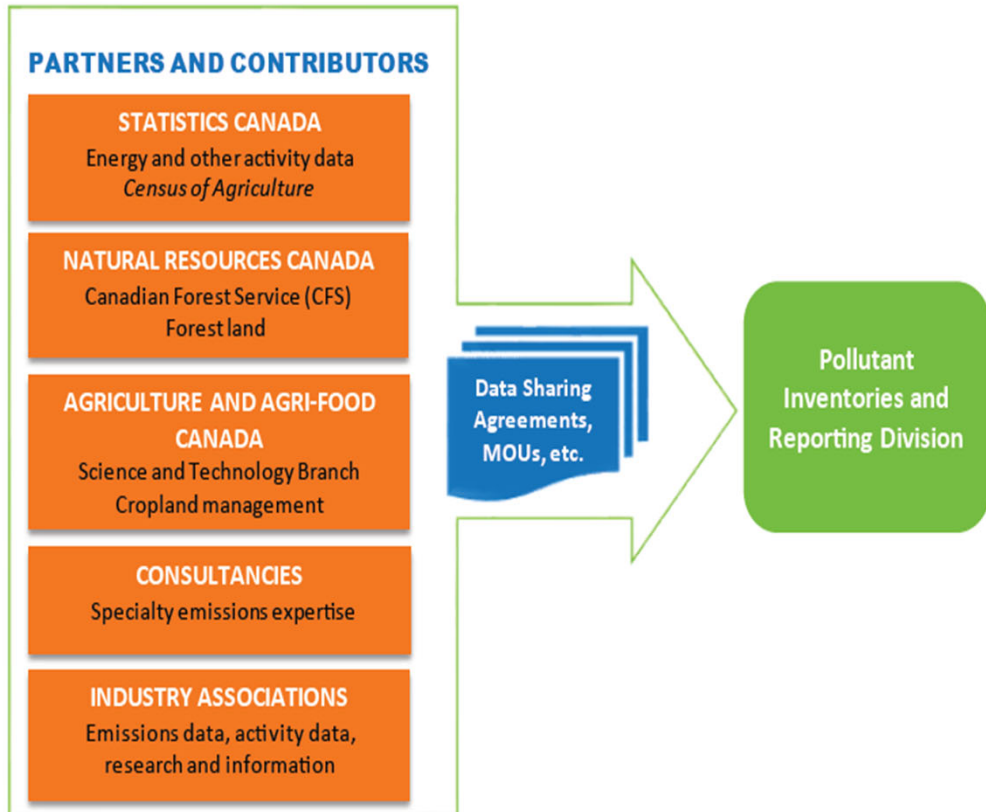 PARTNERS AND CONTRIBUTORS
STATISTICS CANADA
Energy and other activity data
Census of Agriculture
NATURAL RESOURCES CANADA
Canadian Forest Service (CFS)
Forest land
AGRICULTURE AND AGRI-FOOD
CANADA
Science and Technology Branch
Cropland management
CONSULTANCIES
Specialty emissions expertise
INDUSTRY ASSOCIATIONS
Emissions data, activity data,
research and information
Data Sharing
Agreements,
MOUs, etc.
Pollutant
Inventories and
Reporting Division